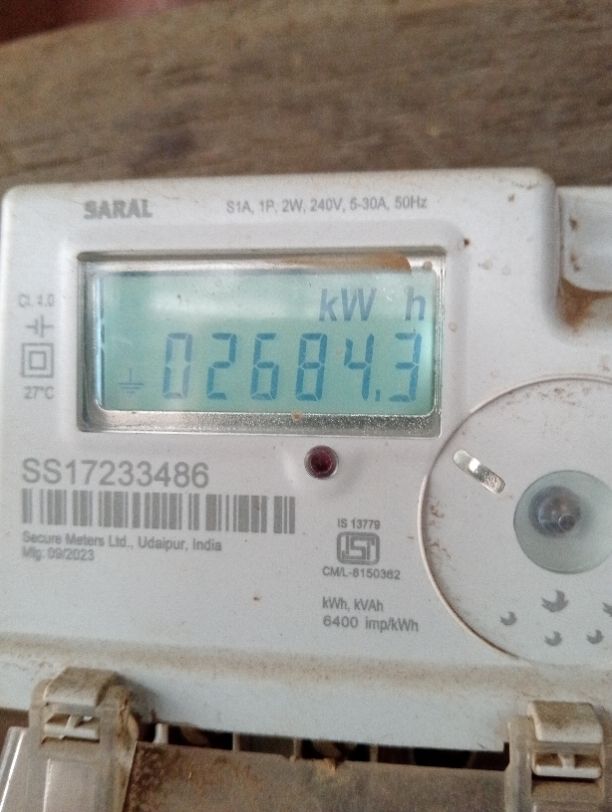 SARAL
S1A, 1P, 2W, 240V, 5-30A, 50Hz
kW h
02684.3
Cl. 4.0
27°C
SS17233486
Secure Meters Ltd., Udaipur, India
Mfg: 09/2023
IS 13779
ISI
CM/L-8150362
kWh, kVAh
6400 imp/kWh